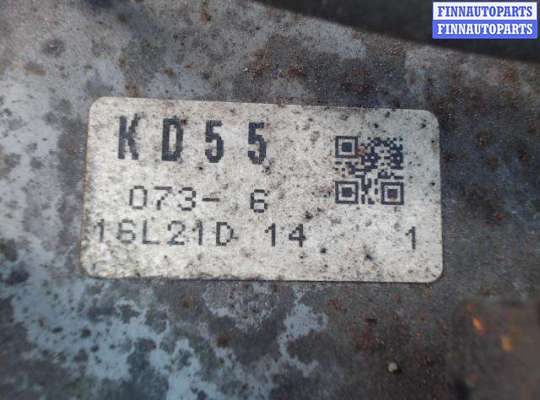 FINNAUTOPARTS
FINNAUTOPARTS
KD55
073- 6
16L21D 14 1